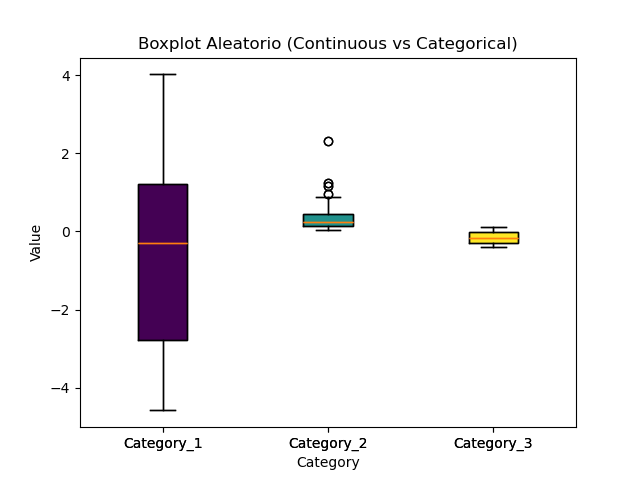 Boxplot Aleatorio (Continuous vs Categorical)
4
2
0
−2
−4
Value
Category_1 Category_2 Category_3
Category